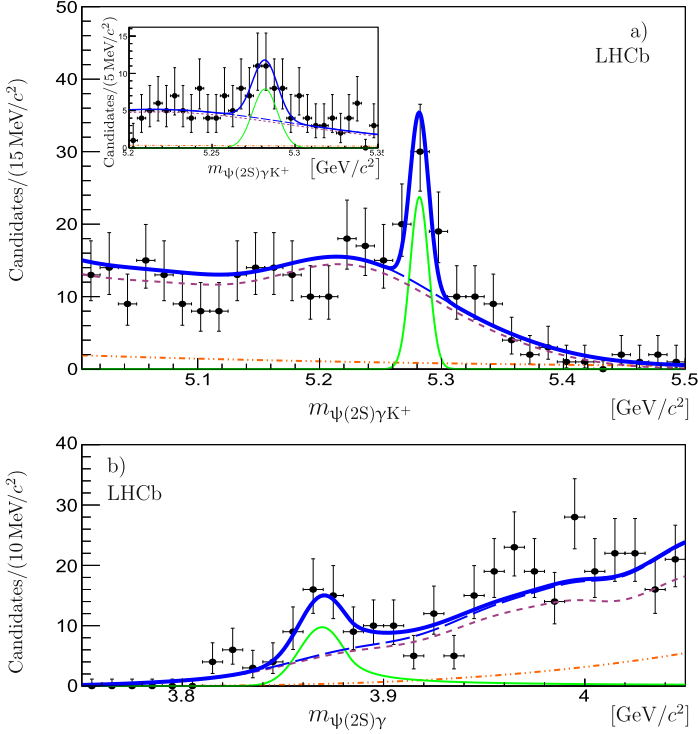 a)
LHCb
Candidates/(15 MeV/c²)
50
40
30
20
10
0
5.1
5.2
5.3
5.4
5.5
m_ψ(2S)γK⁺
[GeV/c²]
Candidates/(5 MeV/c²)
15
10
5
0
5.2
5.25
5.3
5.35
m_ψ(2S)γK⁺
[GeV/c²]
b)
LHCb
Candidates/(10 MeV/c²)
40
30
20
10
0
3.8
3.9
4
m_ψ(2S)γ
[GeV/c²]